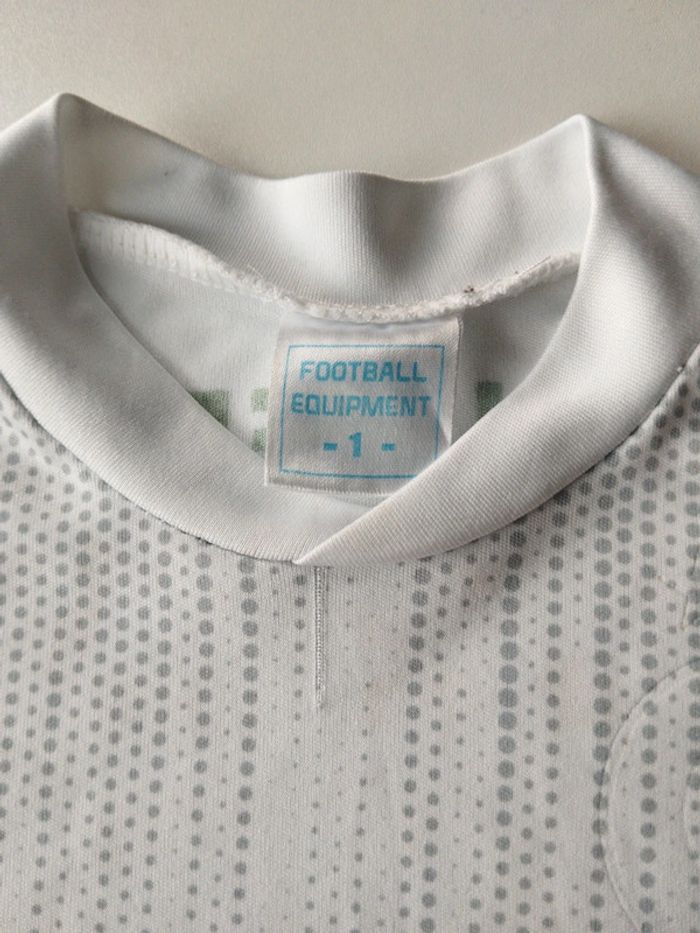 FOOTBALL
EQUIPMENT
- 1 -